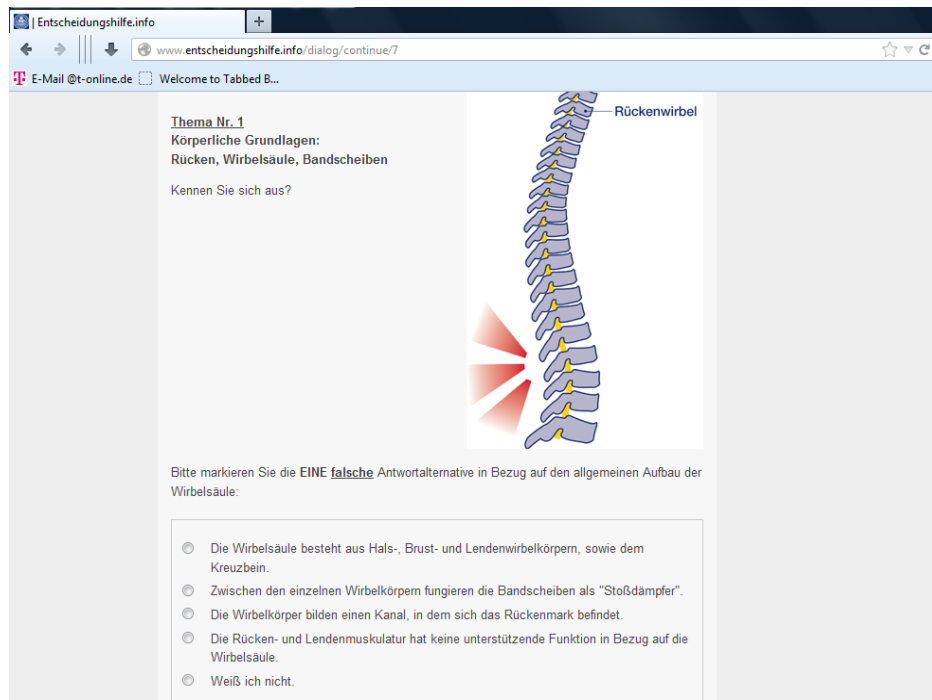 | Entscheidungshilfe.info
+
www.entscheidungshilfe.info/dialog/continue/7
E-Mail @t-online.de Welcome to Tabbed B...
Rückenwirbel
Thema Nr. 1
Körperliche Grundlagen:
Rücken, Wirbelsäule, Bandscheiben
Kennen Sie sich aus?
Bitte markieren Sie die EINE falsche Antwortalternative in Bezug auf den allgemeinen Aufbau der
Wirbelsäule:
Die Wirbelsäule besteht aus Hals-, Brust- und Lendenwirbelkörpern, sowie dem
Kreuzbein.
Zwischen den einzelnen Wirbelkörpern fungieren die Bandscheiben als "Stoßdämpfer".
Die Wirbelkörper bilden einen Kanal, in dem sich das Rückenmark befindet.
Die Rücken- und Lendenmuskulatur hat keine unterstützende Funktion in Bezug auf die
Wirbelsäule.
Weiß ich nicht.